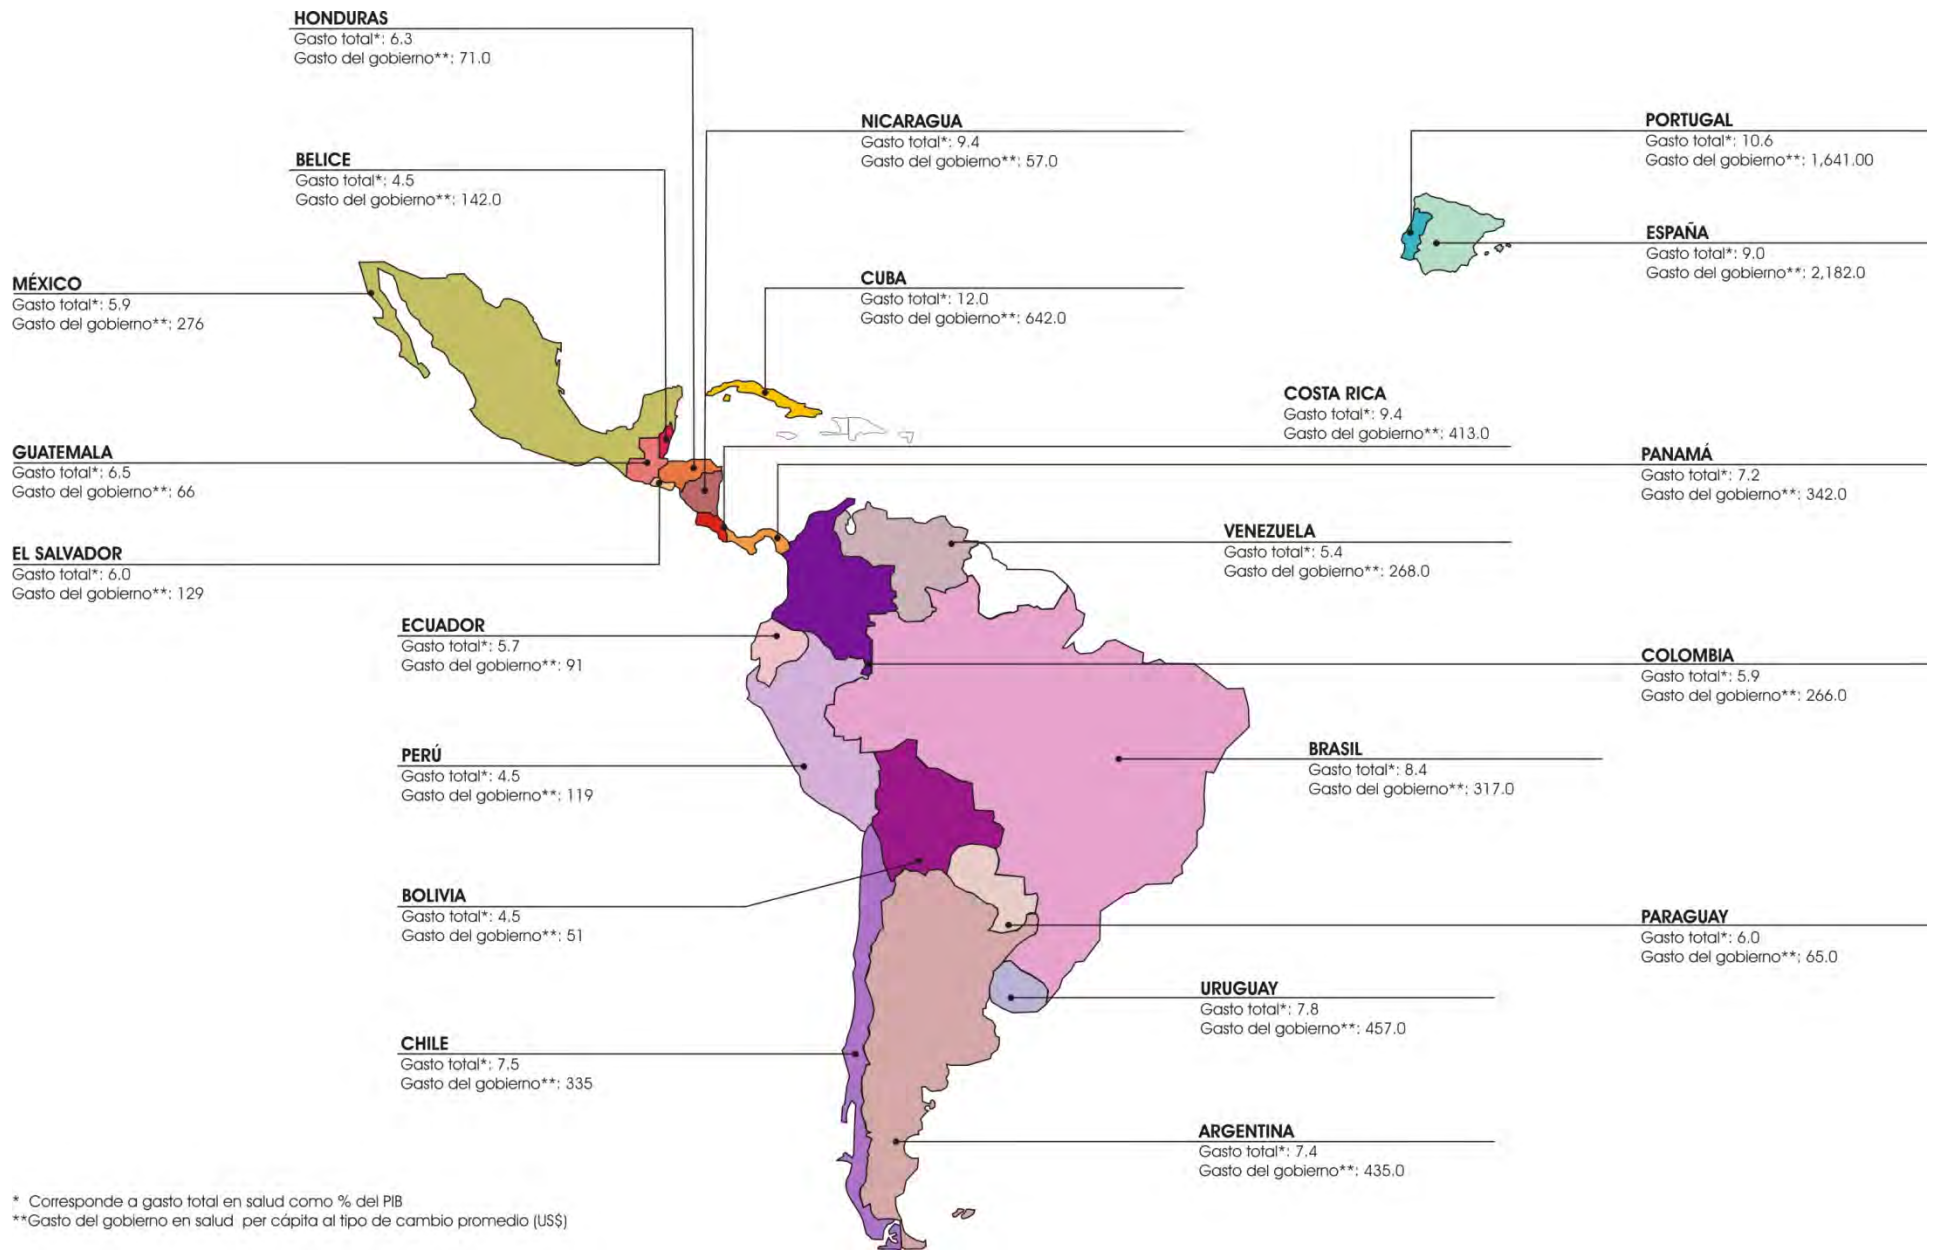 HONDURAS
Gasto total*: 6.3
Gasto del gobierno**: 71.0
NICARAGUA
Gasto total*: 9.4
Gasto del gobierno**: 57.0
PORTUGAL
Gasto total*: 10.6
Gasto del gobierno**: 1,641.00
BELICE
Gasto total*: 4.5
Gasto del gobierno**: 142.0
ESPAÑA
Gasto total*: 9.0
Gasto del gobierno**: 2,182.0
MÉXICO
Gasto total*: 5.9
Gasto del gobierno**: 276
CUBA
Gasto total*: 12.0
Gasto del gobierno**: 642.0
COSTA RICA
Gasto total*: 9.4
Gasto del gobierno**: 413.0
GUATEMALA
Gasto total*: 6.5
Gasto del gobierno**: 66
PANAMÁ
Gasto total*: 7.2
Gasto del gobierno**: 342.0
VENEZUELA
Gasto total*: 5.4
Gasto del gobierno**: 268.0
EL SALVADOR
Gasto total*: 6.0
Gasto del gobierno**: 129
ECUADOR
Gasto total*: 5.7
Gasto del gobierno**: 91
COLOMBIA
Gasto total*: 5.9
Gasto del gobierno**: 266.0
PERÚ
Gasto total*: 4.5
Gasto del gobierno**: 119
BRASIL
Gasto total*: 8.4
Gasto del gobierno**: 317.0
BOLIVIA
Gasto total*: 4.5
Gasto del gobierno**: 51
PARAGUAY
Gasto total*: 6.0
Gasto del gobierno**: 65.0
URUGUAY
Gasto total*: 7.8
Gasto del gobierno**: 457.0
CHILE
Gasto total*: 7.5
Gasto del gobierno**: 335
ARGENTINA
Gasto total*: 7.4
Gasto del gobierno**: 435.0
* Corresponde a gasto total en salud como % del PIB
**Gasto del gobierno en salud per cápita al tipo de cambio promedio (US$)